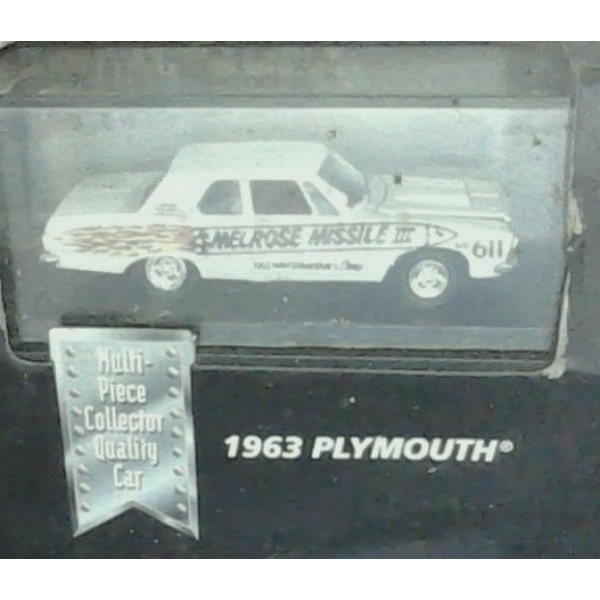 MELROSE MISSILE III
611
Multi-
Piece
Collector
Quality
Car
1963 PLYMOUTH®